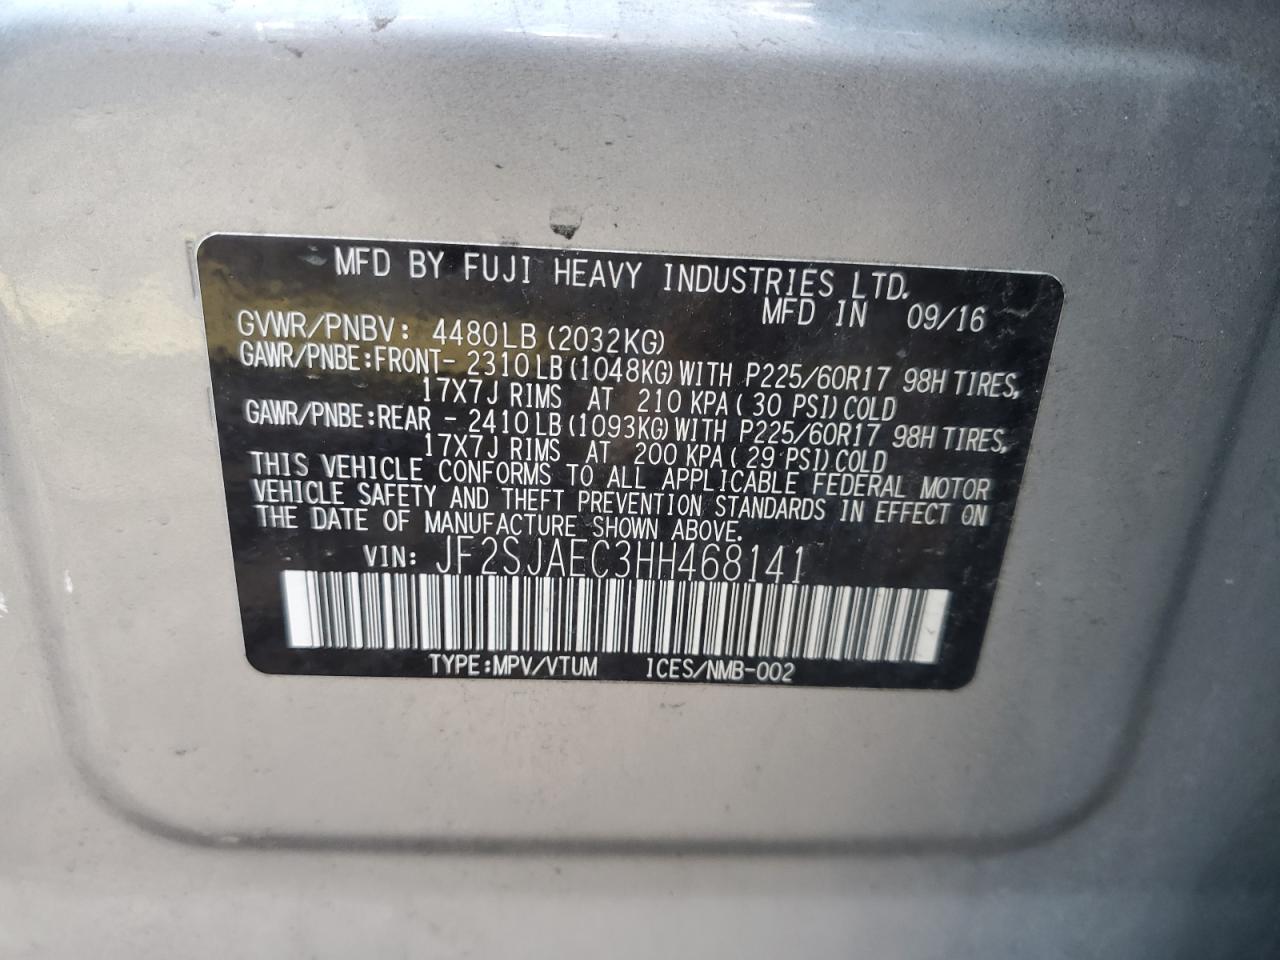 MFD BY FUJI HEAVY INDUSTRIES LTD.
MFD IN 09/16
GVWR/PNBV: 4480LB (2032KG)
GAWR/PNBE:FRONT- 2310LB(1048KG)WITH P225/60R17 98H TIRES,
17X7J RIMS AT 210 KPA(30 PSI)COLD
GAWR/PNBE:REAR - 2410LB(1093KG)WITH P225/60R17 98H TIRES,
17X7J RIMS AT 200 KPA(29 PSI)COLD
THIS VEHICLE CONFORMS TO ALL APPLICABLE FEDERAL MOTOR
VEHICLE SAFETY AND THEFT PREVENTION STANDARDS IN EFFECT ON
THE DATE OF MANUFACTURE SHOWN ABOVE.
VIN: JF2SJAEC3HH468141
TYPE:MPV/VTUM ICES/NMB-002